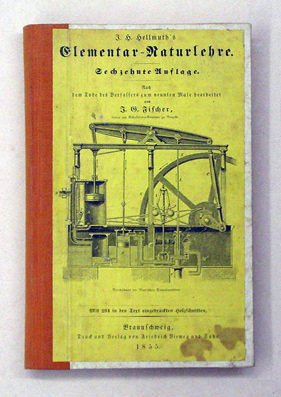 J. H. Hellmuth's
Elementar-Naturlehre.
Sechzehnte Auflage.
Nach
dem Tode des Verfassers zum neunten Male bearbeitet
von
J. G. Fischer,
Mit 294 in den Text eingedruckten Holzschnitten.
Braunschweig,
Druck und Verlag von Friedrich Vieweg und Sohn.
1855.